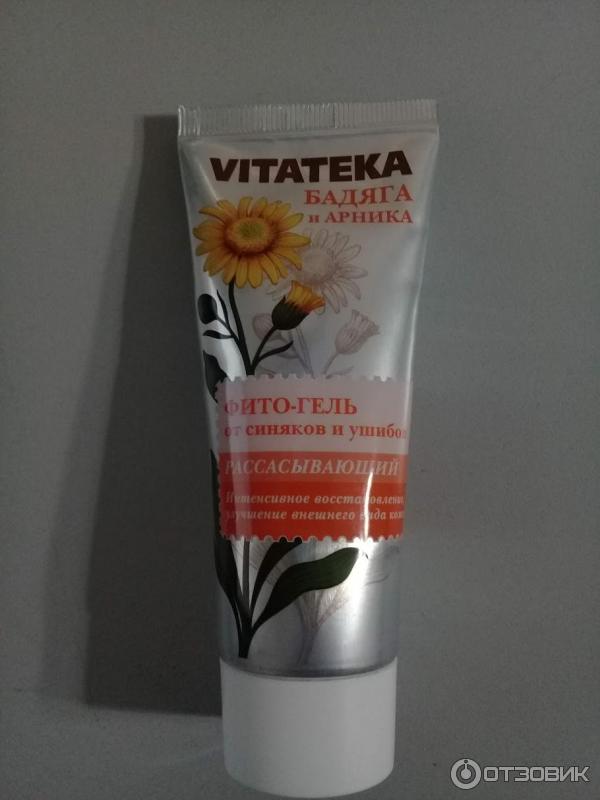 VITATEKA
БАДЯГА
и АРНИКА
ФИТО-ГЕЛЬ
от синяков и ушибов
РАССАСЫВАЮЩИЙ
Интенсивное восстановление,
улучшение внешнего вида кожи
ОТЗОВИК